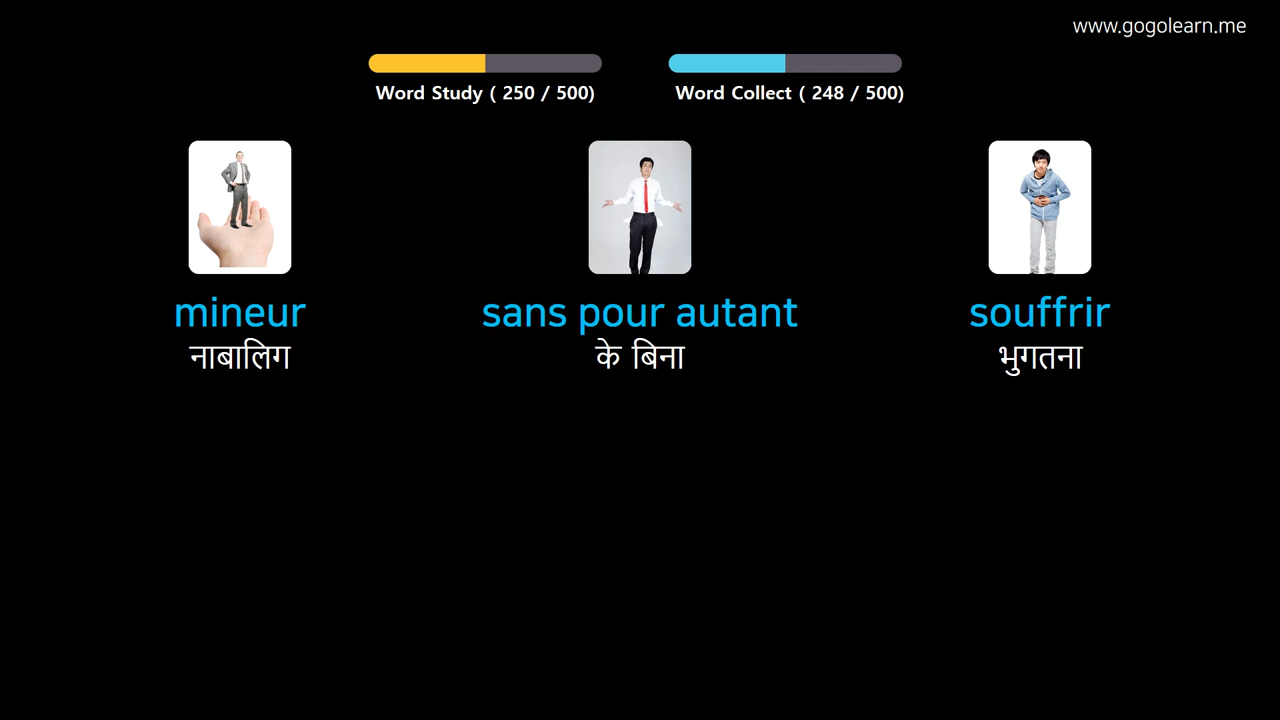 www.gogolearn.me
Word Study ( 250 / 500)
Word Collect ( 248 / 500)
mineur
नाबालिग
sans pour autant
के बिना
souffrir
भुगतना